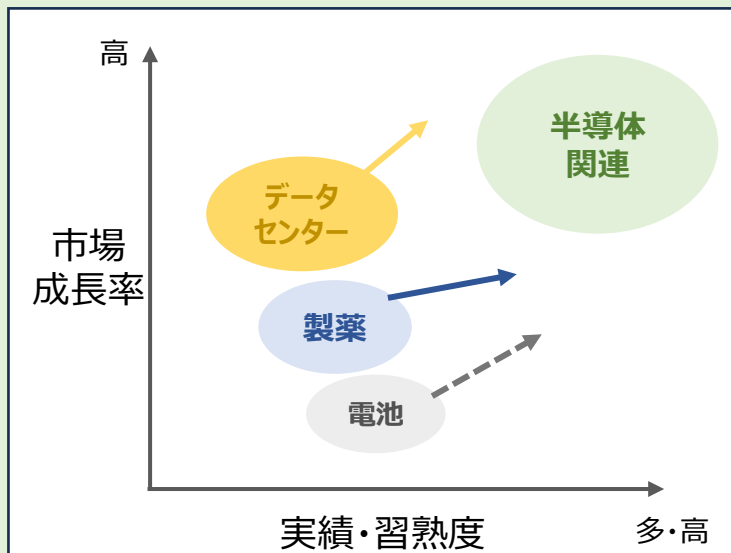 高
半導体
関連
データ
センター
市場
成長率
製薬
電池
実績・習熟度
多・高